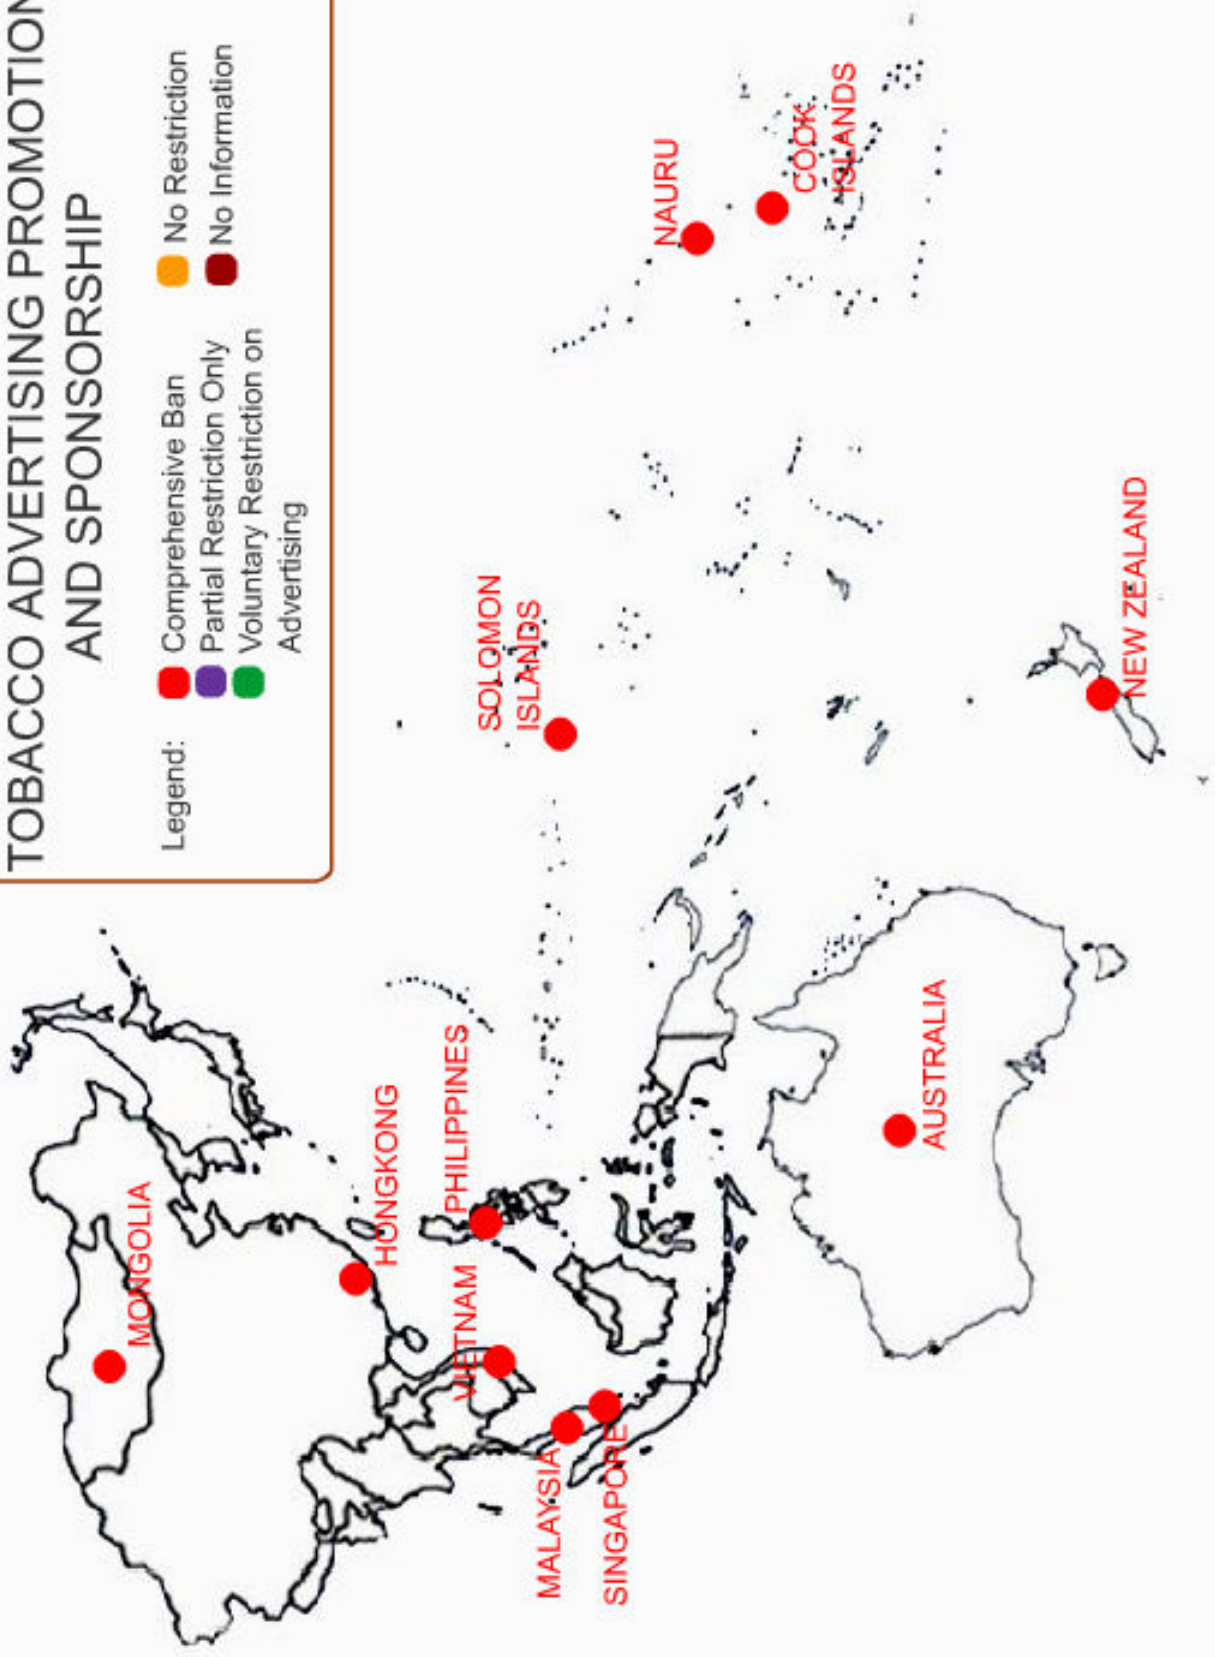 TOBACCO ADVERTISING PROMOTION
AND SPONSORSHIP
Legend:
Comprehensive Ban
Partial Restriction Only
Voluntary Restriction on
Advertising
No Restriction
No Information
MONGOLIA
HONGKONG
PHILIPPINES
VIETNAM
MALAYSIA
SINGAPORE
SOLOMON
ISLANDS
NAURU
COOK
ISLANDS
AUSTRALIA
NEW ZEALAND